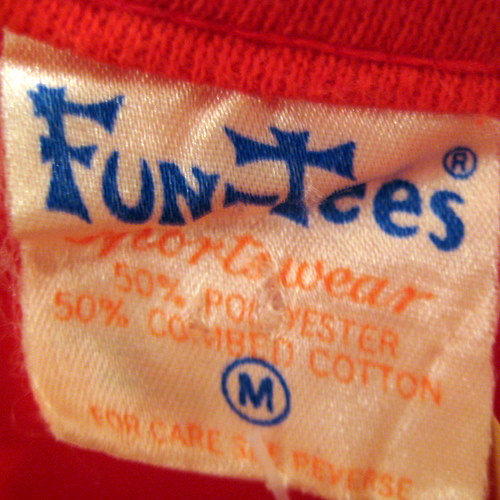 Fun-Tees ®
Sportswear
50% POLYESTER
50% COMBED COTTON
M
FOR CARE SEE REVERSE